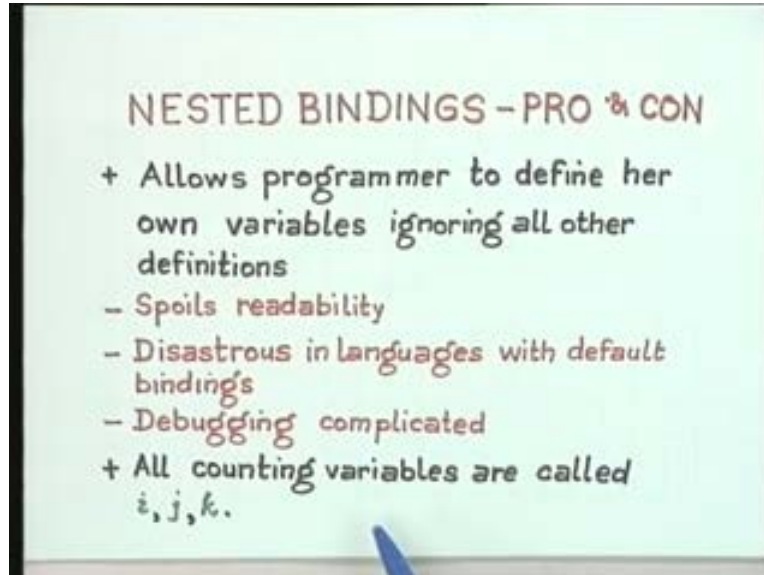 NESTED BINDINGS - PRO & CON
+ Allows programmer to define her
own variables ignoring all other
definitions
- Spoils readability
- Disastrous in languages with default
bindings
- Debugging complicated
+ All counting variables are called
i, j, k.